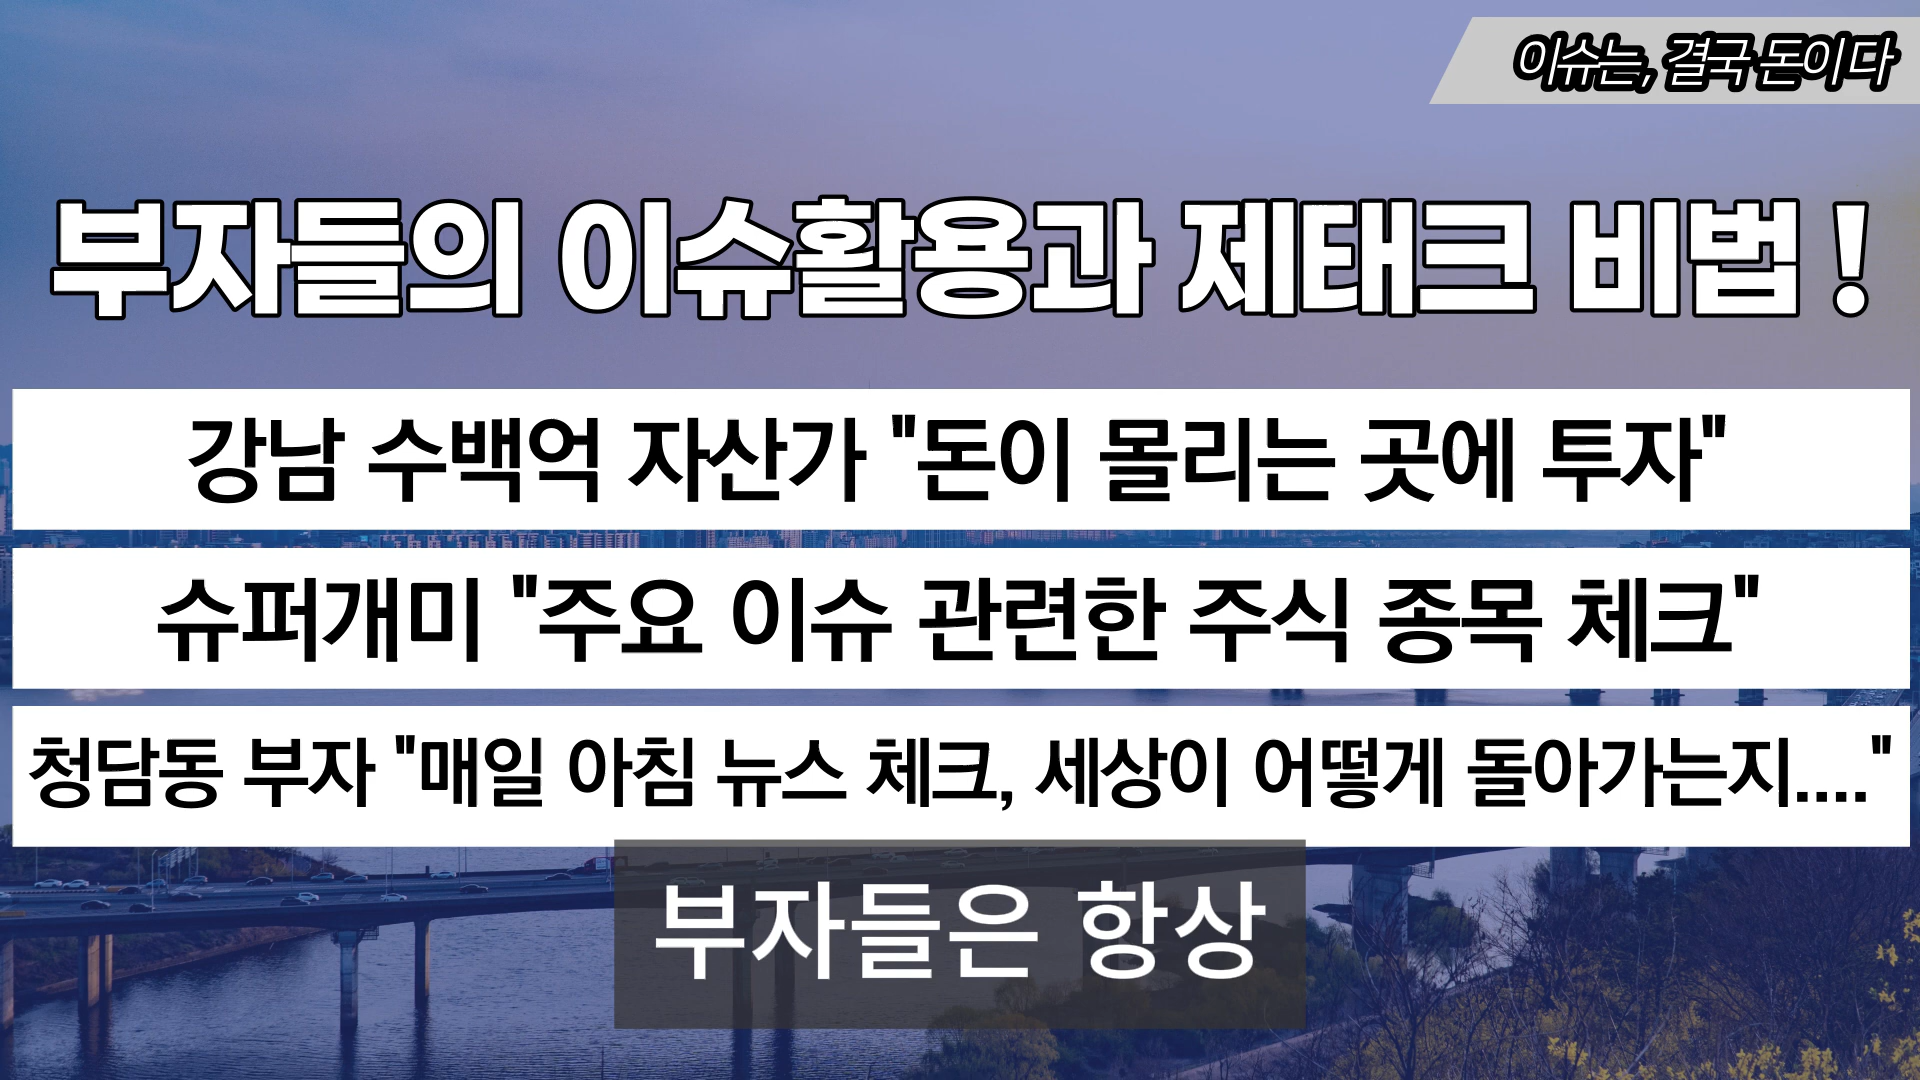 이슈는, 결국 돈이다
부자들의 이슈활용과 제태크 비법 !
강남 수백억 자산가 "돈이 몰리는 곳에 투자"
슈퍼개미 "주요 이슈 관련한 주식 종목 체크"
청담동 부자 "매일 아침 뉴스 체크, 세상이 어떻게 돌아가는지...."
부자들은 항상